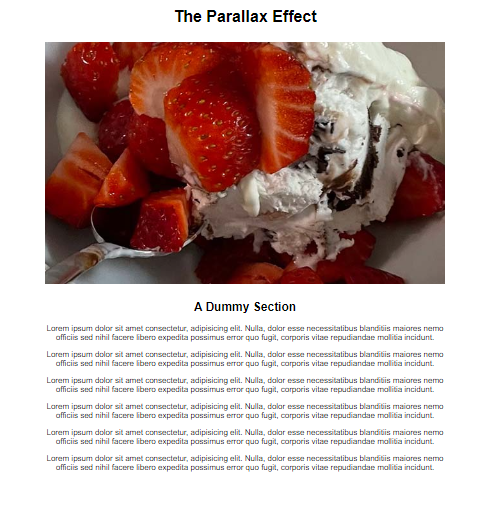 The Parallax Effect
A Dummy Section
Lorem ipsum dolor sit amet consectetur, adipisicing elit. Nulla, dolor esse necessitatibus blanditiis maiores nemo
officiis sed nihil facere libero expedita possimus error quo fugit, corporis vitae repudiandae mollitia incidunt.
Lorem ipsum dolor sit amet consectetur, adipisicing elit. Nulla, dolor esse necessitatibus blanditiis maiores nemo
officiis sed nihil facere libero expedita possimus error quo fugit, corporis vitae repudiandae mollitia incidunt.
Lorem ipsum dolor sit amet consectetur, adipisicing elit. Nulla, dolor esse necessitatibus blanditiis maiores nemo
officiis sed nihil facere libero expedita possimus error quo fugit, corporis vitae repudiandae mollitia incidunt.
Lorem ipsum dolor sit amet consectetur, adipisicing elit. Nulla, dolor esse necessitatibus blanditiis maiores nemo
officiis sed nihil facere libero expedita possimus error quo fugit, corporis vitae repudiandae mollitia incidunt.
Lorem ipsum dolor sit amet consectetur, adipisicing elit. Nulla, dolor esse necessitatibus blanditiis maiores nemo
officiis sed nihil facere libero expedita possimus error quo fugit, corporis vitae repudiandae mollitia incidunt.
Lorem ipsum dolor sit amet consectetur, adipisicing elit. Nulla, dolor esse necessitatibus blanditiis maiores nemo
officiis sed nihil facere libero expedita possimus error quo fugit, corporis vitae repudiandae mollitia incidunt.